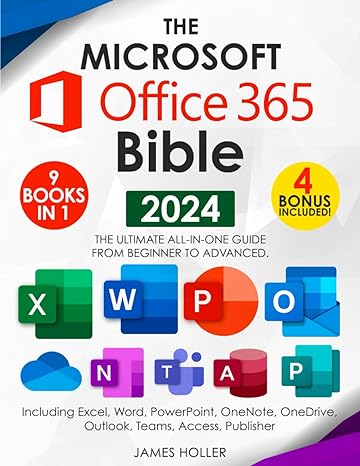 THE
MICROSOFT
Office 365
Bible
9
BOOKS
IN 1
2024
4
BONUS
INCLUDED!
THE ULTIMATE ALL-IN-ONE GUIDE
FROM BEGINNER TO ADVANCED.
X W P O
N T A P
Including Excel, Word, PowerPoint, OneNote, OneDrive,
Outlook, Teams, Access, Publisher
JAMES HOLLER